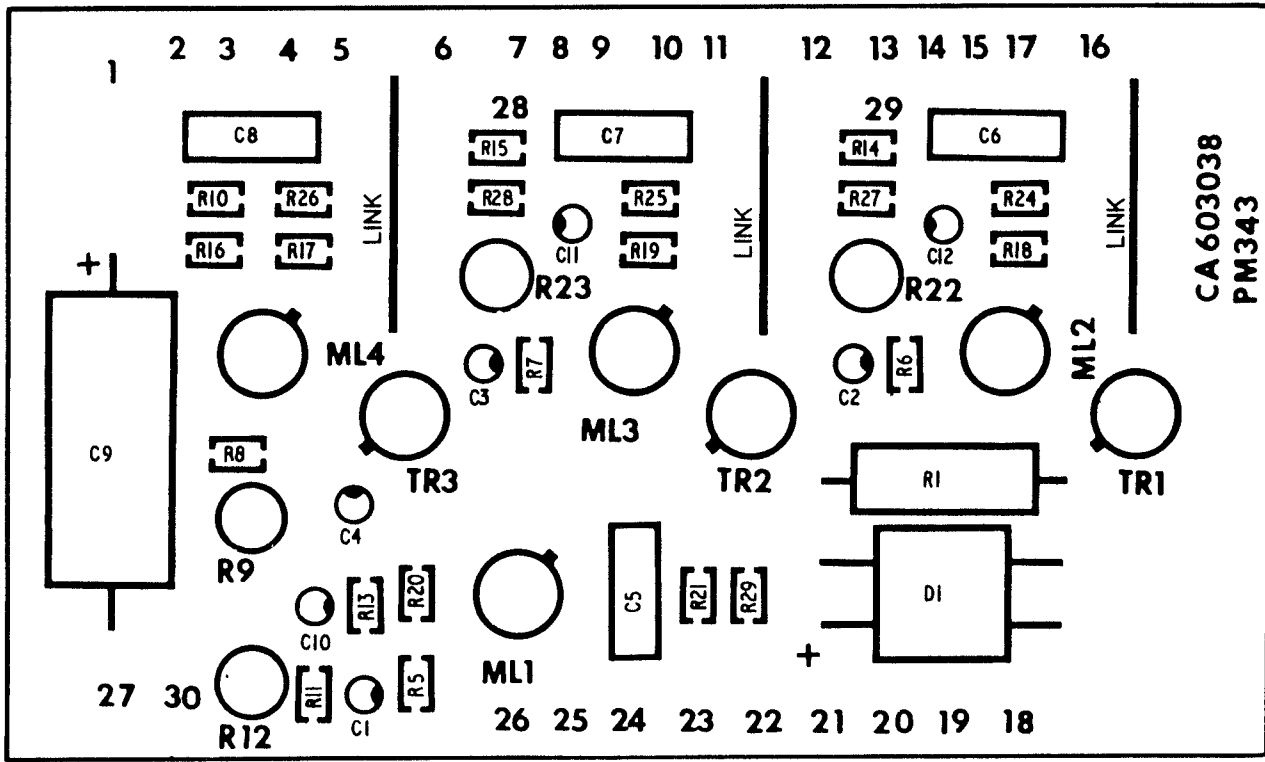 1 2 3 4 5 6 7 8 9 10 11 12 13 14 15 17 16
28 29
C8 C7 C6
R15 R14
R10 R26 R28 R25 R27 R24
LINK LINK LINK
C11 C12
R16 R17 R19 R18
+
R23 R22
CA603038
PM343
ML4 ML3 ML2
C3 R7 C2 R6
C9
R8
TR3 TR2 TR1
R1
C4
R9
R13 R20 C5 R21 R29 D1
C10
ML1
+
27 30 R11 C1 R5
R12
26 25 24 23 22 21 20 19 18